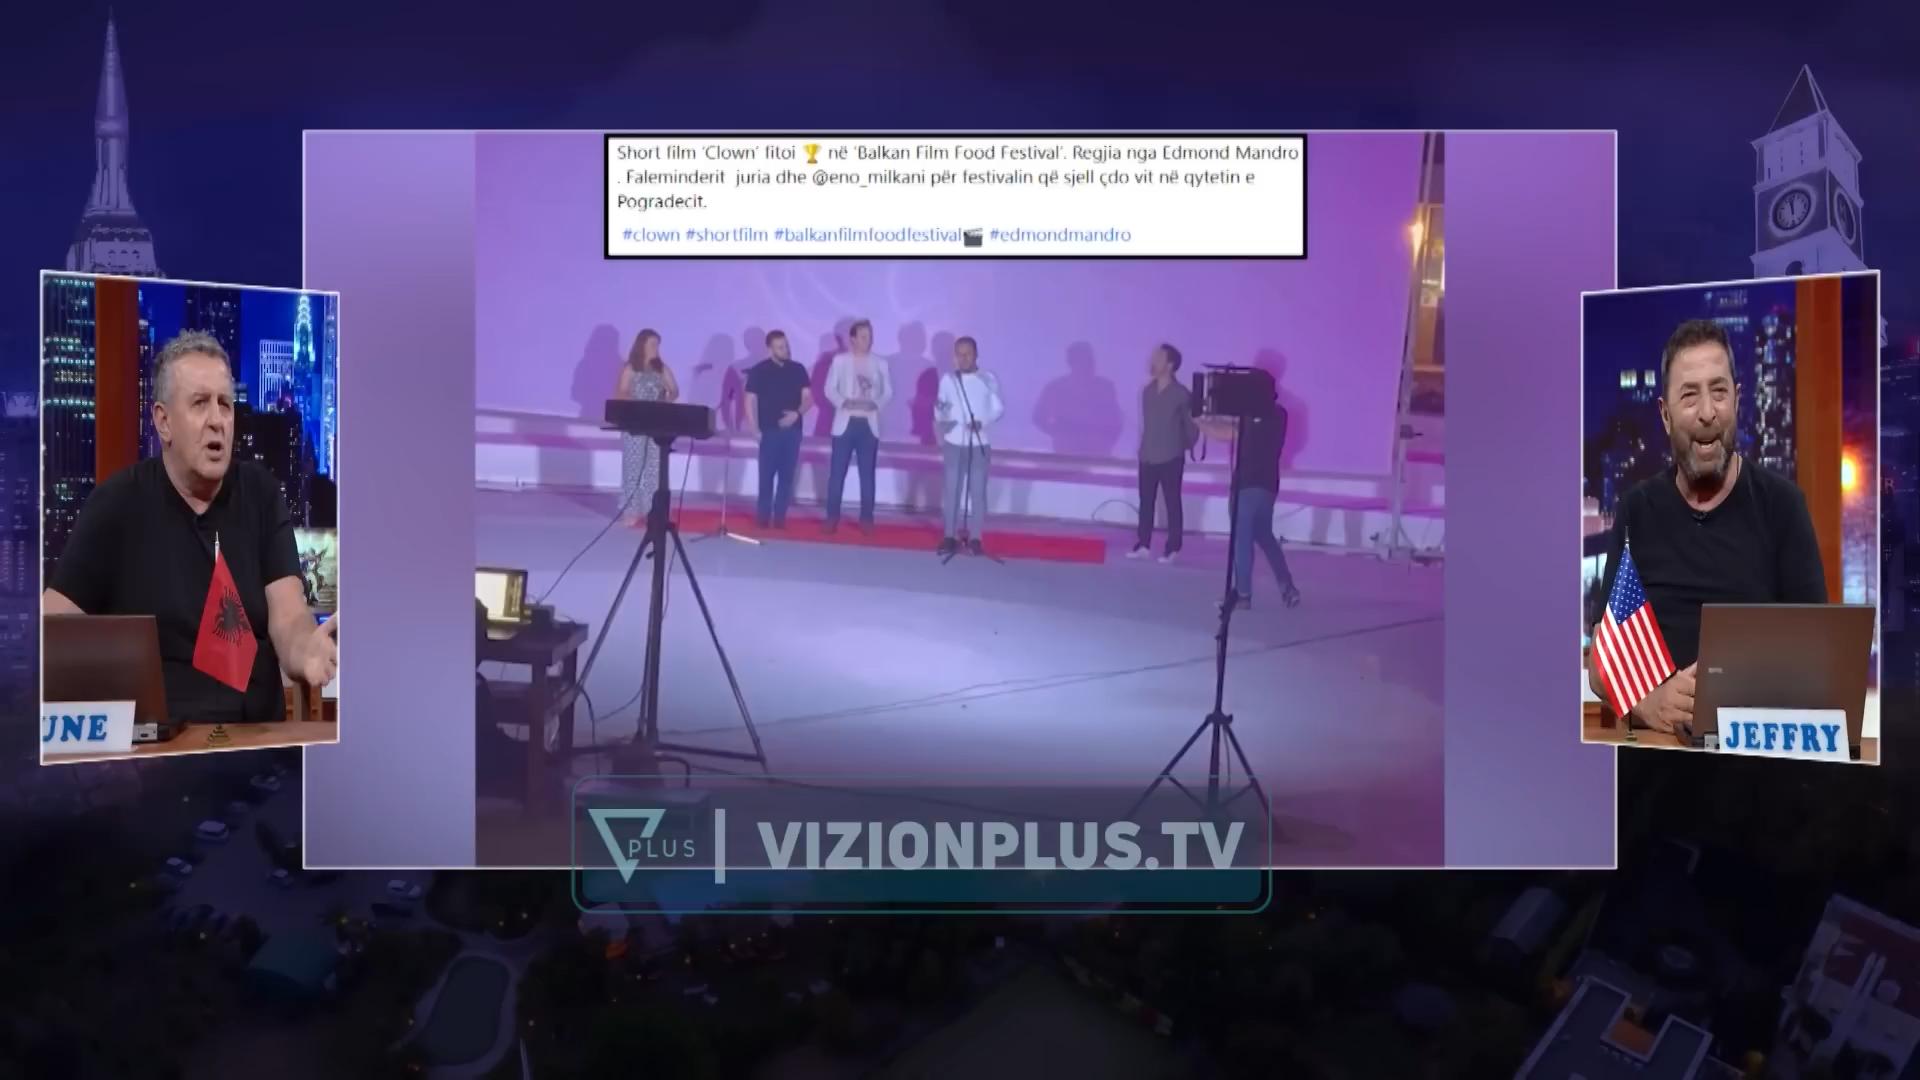 Short film 'Clown' fitoi 🏆 në 'Balkan Film Food Festival'. Regjia nga Edmond Mandro
. Faleminderit juria dhe @eno_milkani për festivalin që sjell çdo vit në qytetin e
Pogradecit.
#clown #shortfilm #balkanfilmfoodfestival🎬 #edmondmandro
UNE
JEFFRY
PLUS | VIZIONPLUS.TV